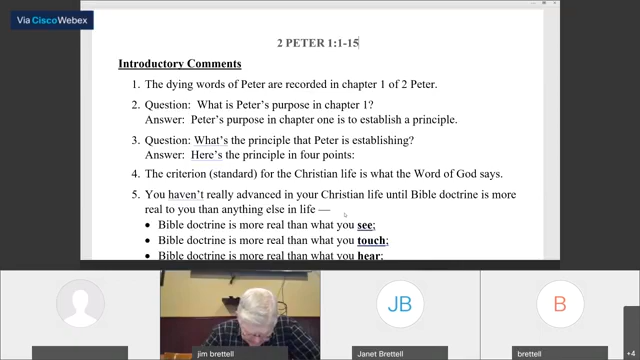 Via CiscoWebex
2 PETER 1:1-15
Introductory Comments
1. The dying words of Peter are recorded in chapter 1 of 2 Peter.
2. Question: What is Peter's purpose in chapter 1?
Answer: Peter's purpose in chapter one is to establish a principle.
3. Question: What's the principle that Peter is establishing?
Answer: Here's the principle in four points:
4. The criterion (standard) for the Christian life is what the Word of God says.
5. You haven't really advanced in your Christian life until Bible doctrine is more
real to you than anything else in life —
• Bible doctrine is more real than what you see;
• Bible doctrine is more real than what you touch;
• Bible doctrine is more real than what you hear;
JB
B
jim brettell
Janet Brettell
brettell
+4